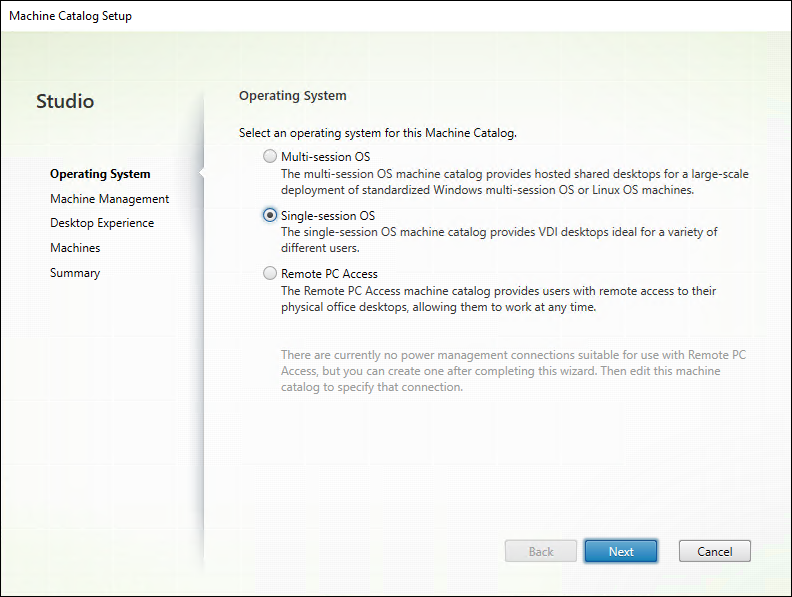 Machine Catalog Setup
Studio
Operating System
Machine Management
Desktop Experience
Machines
Summary
Operating System
Select an operating system for this Machine Catalog.
Multi-session OS
The multi-session OS machine catalog provides hosted shared desktops for a large-scale
deployment of standardized Windows multi-session OS or Linux OS machines.
Single-session OS
The single-session OS machine catalog provides VDI desktops ideal for a variety of
different users.
Remote PC Access
The Remote PC Access machine catalog provides users with remote access to their
physical office desktops, allowing them to work at any time.
There are currently no power management connections suitable for use with Remote PC
Access, but you can create one after completing this wizard. Then edit this machine
catalog to specify that connection.
Back
Next
Cancel